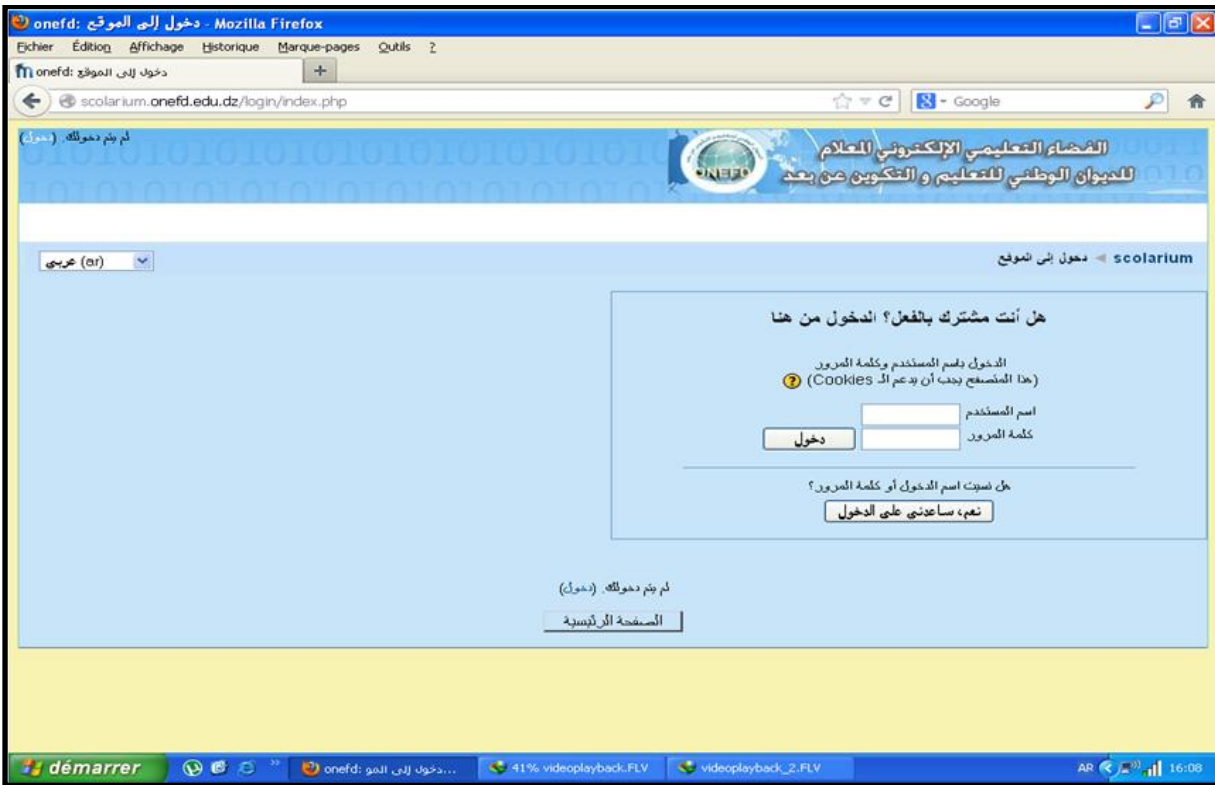 onefd: دخول إلى الموقع - Mozilla Firefox
Fichier Édition Affichage Historique Marque-pages Outils ?
onefd: دخول إلى الموقع
scolarium.onefd.edu.dz/login/index.php
Google
لم يتم دخولك. (دخول)
ONEFD
الفضاء التعليمي الإلكتروني للعلام
للديوان الوطني للتعليم و التكوين عن بعد
scolarium ◄ دخول إلى الموقع
عربي (ar)
هل أنت مشترك بالفعل؟ الدخول من هنا
الدخول باسم المستخدم وكلمة المرور
(هذا المتصفح يجب أن يدعم الـ Cookies) ?
اسم المستخدم
كلمة المرور
دخول
هل نسيت اسم الدخول أو كلمة المرور؟
نعم، ساعدني على الدخول
لم يتم دخولك. (دخول)
الصفحة الرئيسية
démarrer
onefd: دخول إلى المو...
41% videoplayback.FLV
videoplayback_2.FLV
AR
16:08